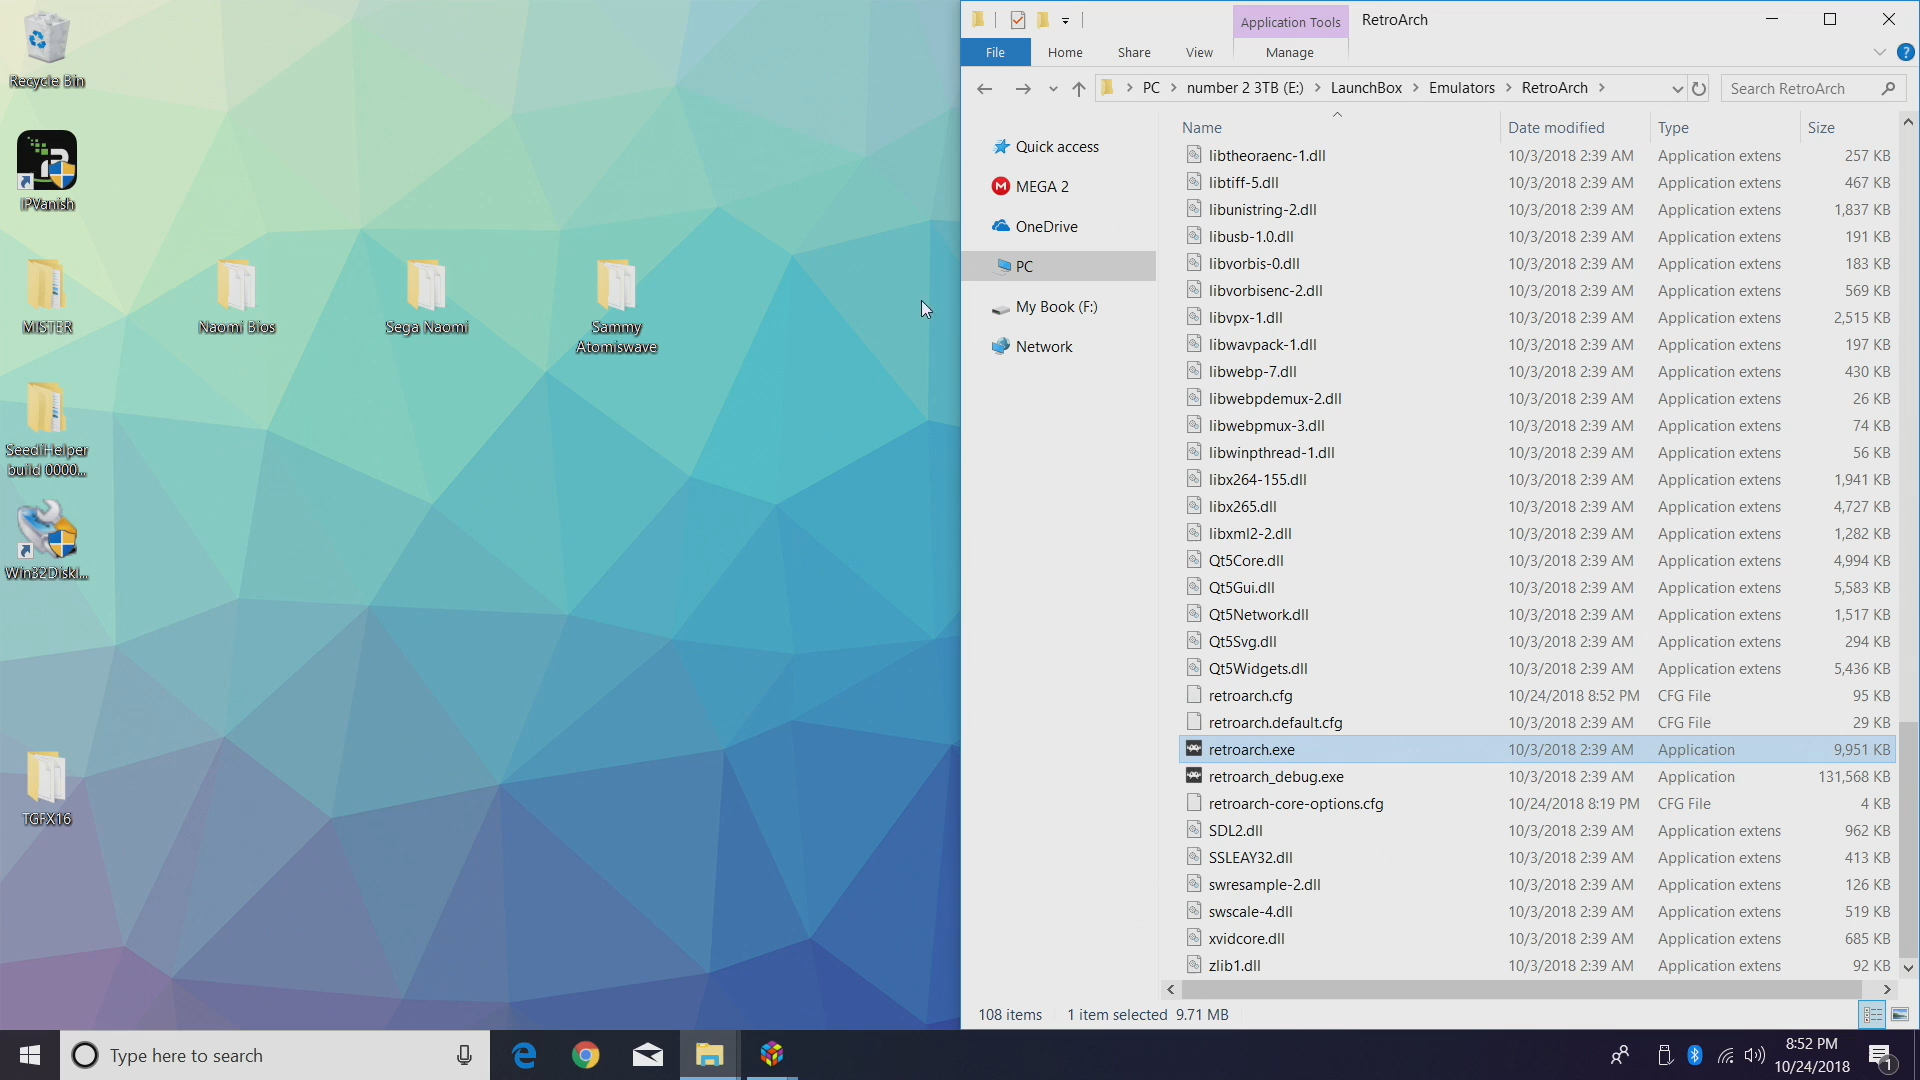 Recycle Bin
IPVanish
MISTER
Naomi Bios
Sega Naomi
Sammy
Atomiswave
SeediHelper
build 0000...
Win32Diski...
TGFX16
Application Tools
RetroArch
File
Home
Share
View
Manage
PC
number 2 3TB (E:)
LaunchBox
Emulators
RetroArch
Search RetroArch
Quick access
MEGA 2
OneDrive
PC
My Book (F:)
Network
Name Date modified Type Size
libtheoraenc-1.dll 10/3/2018 2:39 AM Application extens 257 KB
libtiff-5.dll 10/3/2018 2:39 AM Application extens 467 KB
libunistring-2.dll 10/3/2018 2:39 AM Application extens 1,837 KB
libusb-1.0.dll 10/3/2018 2:39 AM Application extens 191 KB
libvorbis-0.dll 10/3/2018 2:39 AM Application extens 183 KB
libvorbisenc-2.dll 10/3/2018 2:39 AM Application extens 569 KB
libvpx-1.dll 10/3/2018 2:39 AM Application extens 2,515 KB
libwavpack-1.dll 10/3/2018 2:39 AM Application extens 197 KB
libwebp-7.dll 10/3/2018 2:39 AM Application extens 430 KB
libwebpdemux-2.dll 10/3/2018 2:39 AM Application extens 26 KB
libwebpmux-3.dll 10/3/2018 2:39 AM Application extens 74 KB
libwinpthread-1.dll 10/3/2018 2:39 AM Application extens 56 KB
libx264-155.dll 10/3/2018 2:39 AM Application extens 1,941 KB
libx265.dll 10/3/2018 2:39 AM Application extens 4,727 KB
libxml2-2.dll 10/3/2018 2:39 AM Application extens 1,282 KB
Qt5Core.dll 10/3/2018 2:39 AM Application extens 4,994 KB
Qt5Gui.dll 10/3/2018 2:39 AM Application extens 5,583 KB
Qt5Network.dll 10/3/2018 2:39 AM Application extens 1,517 KB
Qt5Svg.dll 10/3/2018 2:39 AM Application extens 294 KB
Qt5Widgets.dll 10/3/2018 2:39 AM Application extens 5,436 KB
retroarch.cfg 10/24/2018 8:52 PM CFG File 95 KB
retroarch.default.cfg 10/3/2018 2:39 AM CFG File 29 KB
retroarch.exe 10/3/2018 2:39 AM Application 9,951 KB
retroarch_debug.exe 10/3/2018 2:39 AM Application 131,568 KB
retroarch-core-options.cfg 10/24/2018 8:19 PM CFG File 4 KB
SDL2.dll 10/3/2018 2:39 AM Application extens 962 KB
SSLEAY32.dll 10/3/2018 2:39 AM Application extens 413 KB
swresample-2.dll 10/3/2018 2:39 AM Application extens 126 KB
swscale-4.dll 10/3/2018 2:39 AM Application extens 519 KB
xvidcore.dll 10/3/2018 2:39 AM Application extens 685 KB
zlib1.dll 10/3/2018 2:39 AM Application extens 92 KB
108 items 1 item selected 9.71 MB
Type here to search
8:52 PM
10/24/2018
1